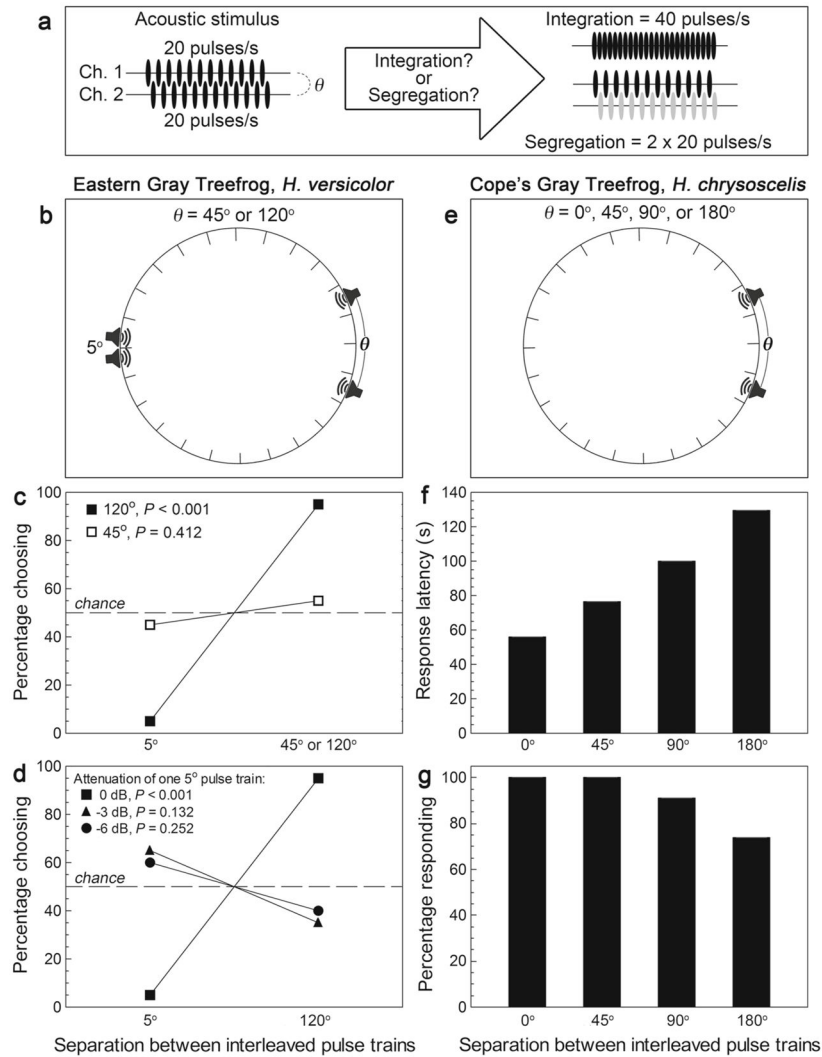 a
Acoustic stimulus
20 pulses/s
Ch. 1
Ch. 2
θ
20 pulses/s
Integration?
or
Segregation?
Integration = 40 pulses/s
Segregation = 2 x 20 pulses/s
Eastern Gray Treefrog, H. versicolor
b
θ = 45° or 120°
5°
θ
Cope's Gray Treefrog, H. chrysoscelis
e
θ = 0°, 45°, 90°, or 180°
θ
c
Percentage choosing
100
80
60
40
20
0
120°, P < 0.001
45°, P = 0.412
chance
5°
45° or 120°
f
Response latency (s)
140
120
100
80
60
40
20
0
0°
45°
90°
180°
d
Percentage choosing
100
80
60
40
20
0
Attenuation of one 5° pulse train:
0 dB, P < 0.001
-3 dB, P = 0.132
-6 dB, P = 0.252
chance
5°
120°
Separation between interleaved pulse trains
g
Percentage responding
100
80
60
40
20
0
0°
45°
90°
180°
Separation between interleaved pulse trains